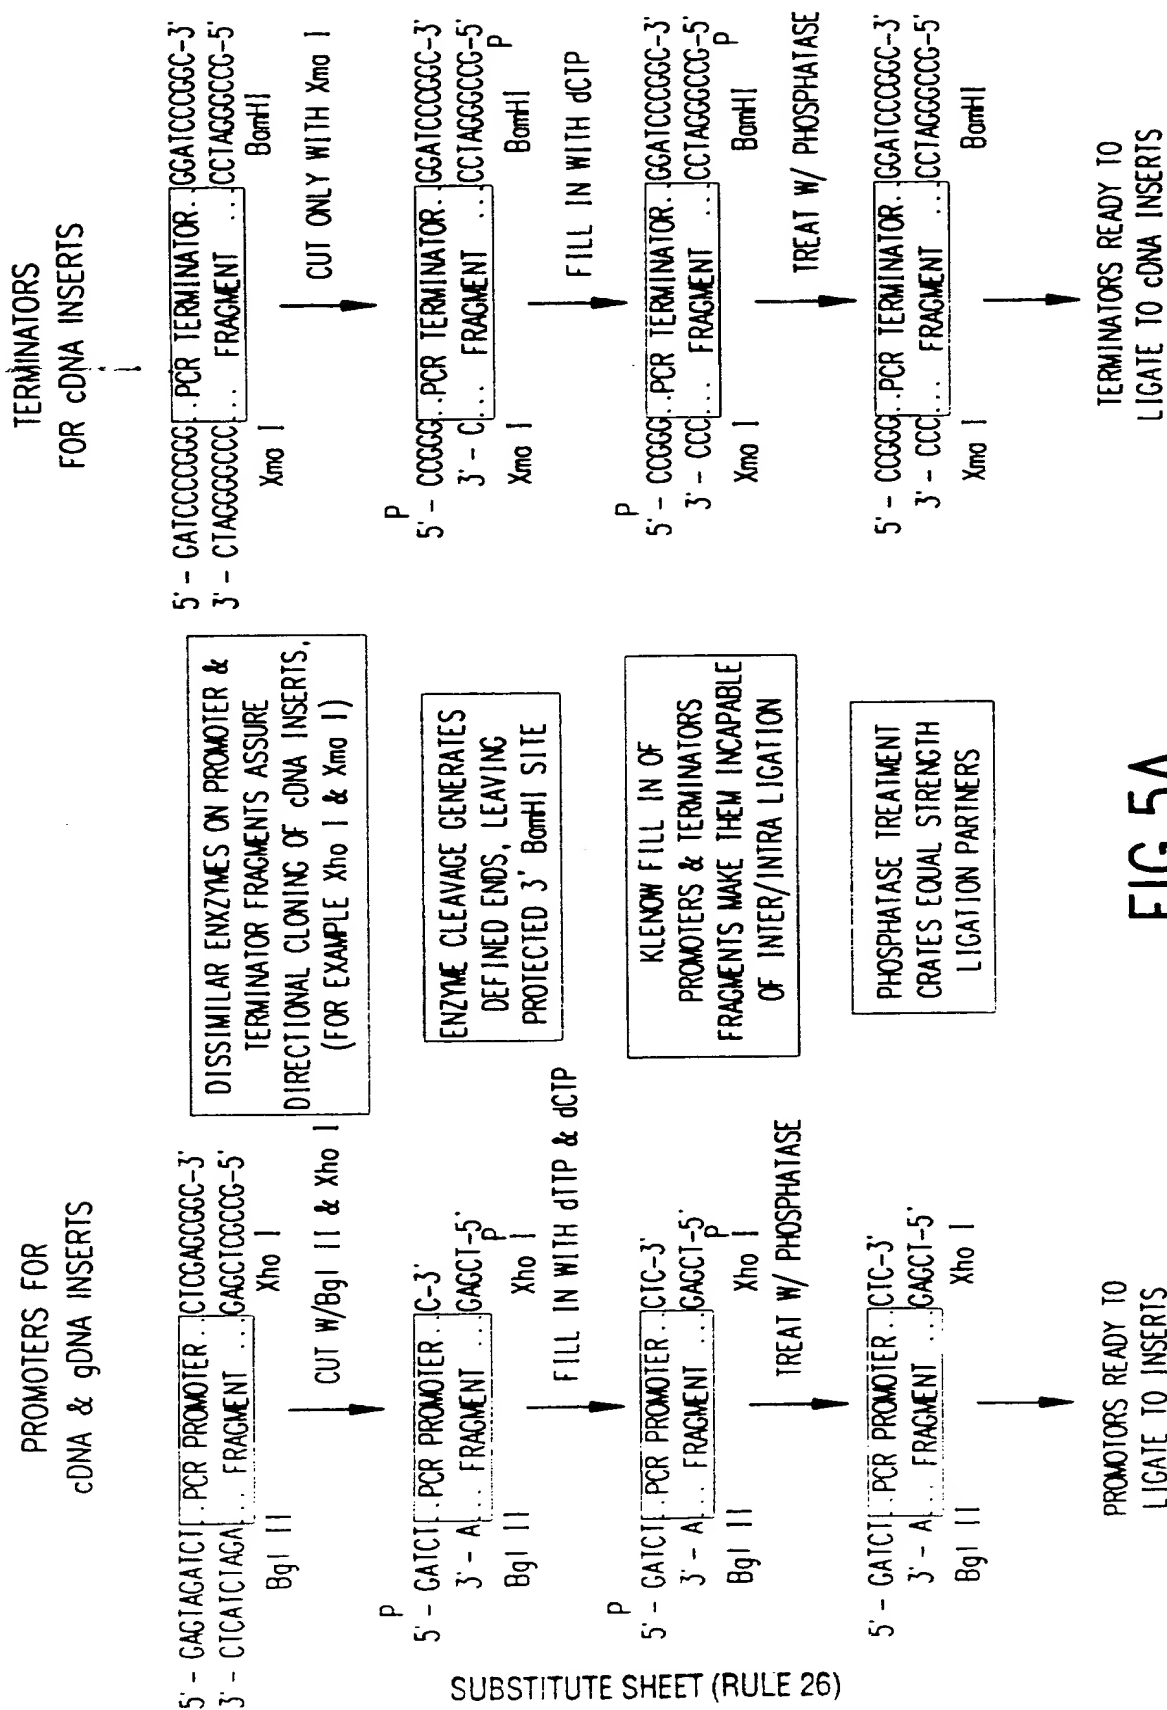 PROMOTERS FOR
cDNA & gDNA INSERTS
5' - GAGTAGATCT..PCR PROMOTER..CTCGAGCGGC-3'
3' - CTCATCTAGA... FRAGMENT ...GAGCTCGCCG-5'
Bgl II
Xho I
CUT W/Bgl II & Xho I
P
5' - GATCT..PCR PROMOTER..C-3'
3' - A... FRAGMENT ...GAGCT-5'
P
Bgl II
Xho I
FILL IN WITH dTTP & dCTP
P
5' - GATCT..PCR PROMOTER..CTC-3'
3' - A... FRAGMENT ...GAGCT-5'
P
Bgl II
Xho I
TREAT W/ PHOSPHATASE
5' - GATCT..PCR PROMOTER..CTC-3'
3' - A... FRAGMENT ...GAGCT-5'
Bgl II
Xho I
PROMOTORS READY TO
LIGATE TO INSERTS
DISSIMILAR ENXZYMES ON PROMOTER &
TERMINATOR FRAGMENTS ASSURE
DIRECTIONAL CLONING OF cDNA INSERTS,
(FOR EXAMPLE Xho I & Xmo I)
ENZYME CLEAVAGE GENERATES
DEFINED ENDS, LEAVING
PROTECTED 3' BamHI SITE
KLENOW FILL IN OF
PROMOTERS & TERMINATORS
FRAGMENTS MAKE THEM INCAPABLE
OF INTER/INTRA LIGATION
PHOSPHATASE TREATMENT
CRATES EQUAL STRENGTH
LIGATION PARTNERS
TERMINATORS
FOR cDNA INSERTS
5' - GATCCCCGGG..PCR TERMINATOR..GGATCCCGGC-3'
3' - CTAGGGGCCC... FRAGMENT ...CCTAGGGCCG-5'
Xmo I
BamHI
CUT ONLY WITH Xmo I
P
5' - CCGGG..PCR TERMINATOR..GGATCCCGGC-3'
3' - C... FRAGMENT ...CCTAGGGCCG-5'
P
Xmo I
BamHI
FILL IN WITH dCTP
P
5' - CCGGG..PCR TERMINATOR..GGATCCCGGC-3'
3' - CCC... FRAGMENT ...CCTAGGGCCG-5'
P
Xmo I
BamHI
TREAT W/ PHOSPHATASE
5' - CCGGG..PCR TERMINATOR..GGATCCCGGC-3'
3' - CCC... FRAGMENT ...CCTAGGGCCG-5'
Xmo I
BamHI
TERMINATORS READY TO
LIGATE TO cDNA INSERTS
FIG.5A
SUBSTITUTE SHEET (RULE 26)